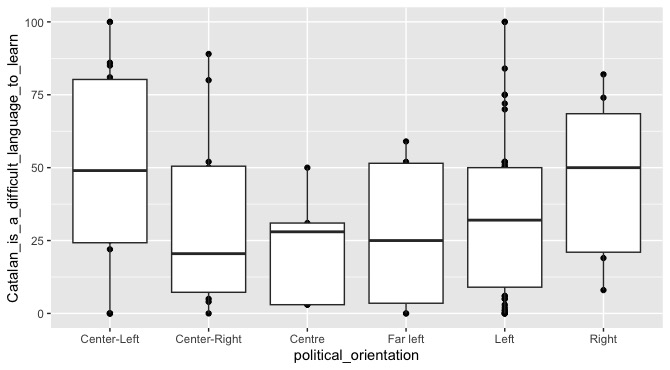 Catalan_is_a_difficult_language_to_learn
100
75
50
25
0
Center-Left Center-Right Centre Far left Left Right
political_orientation